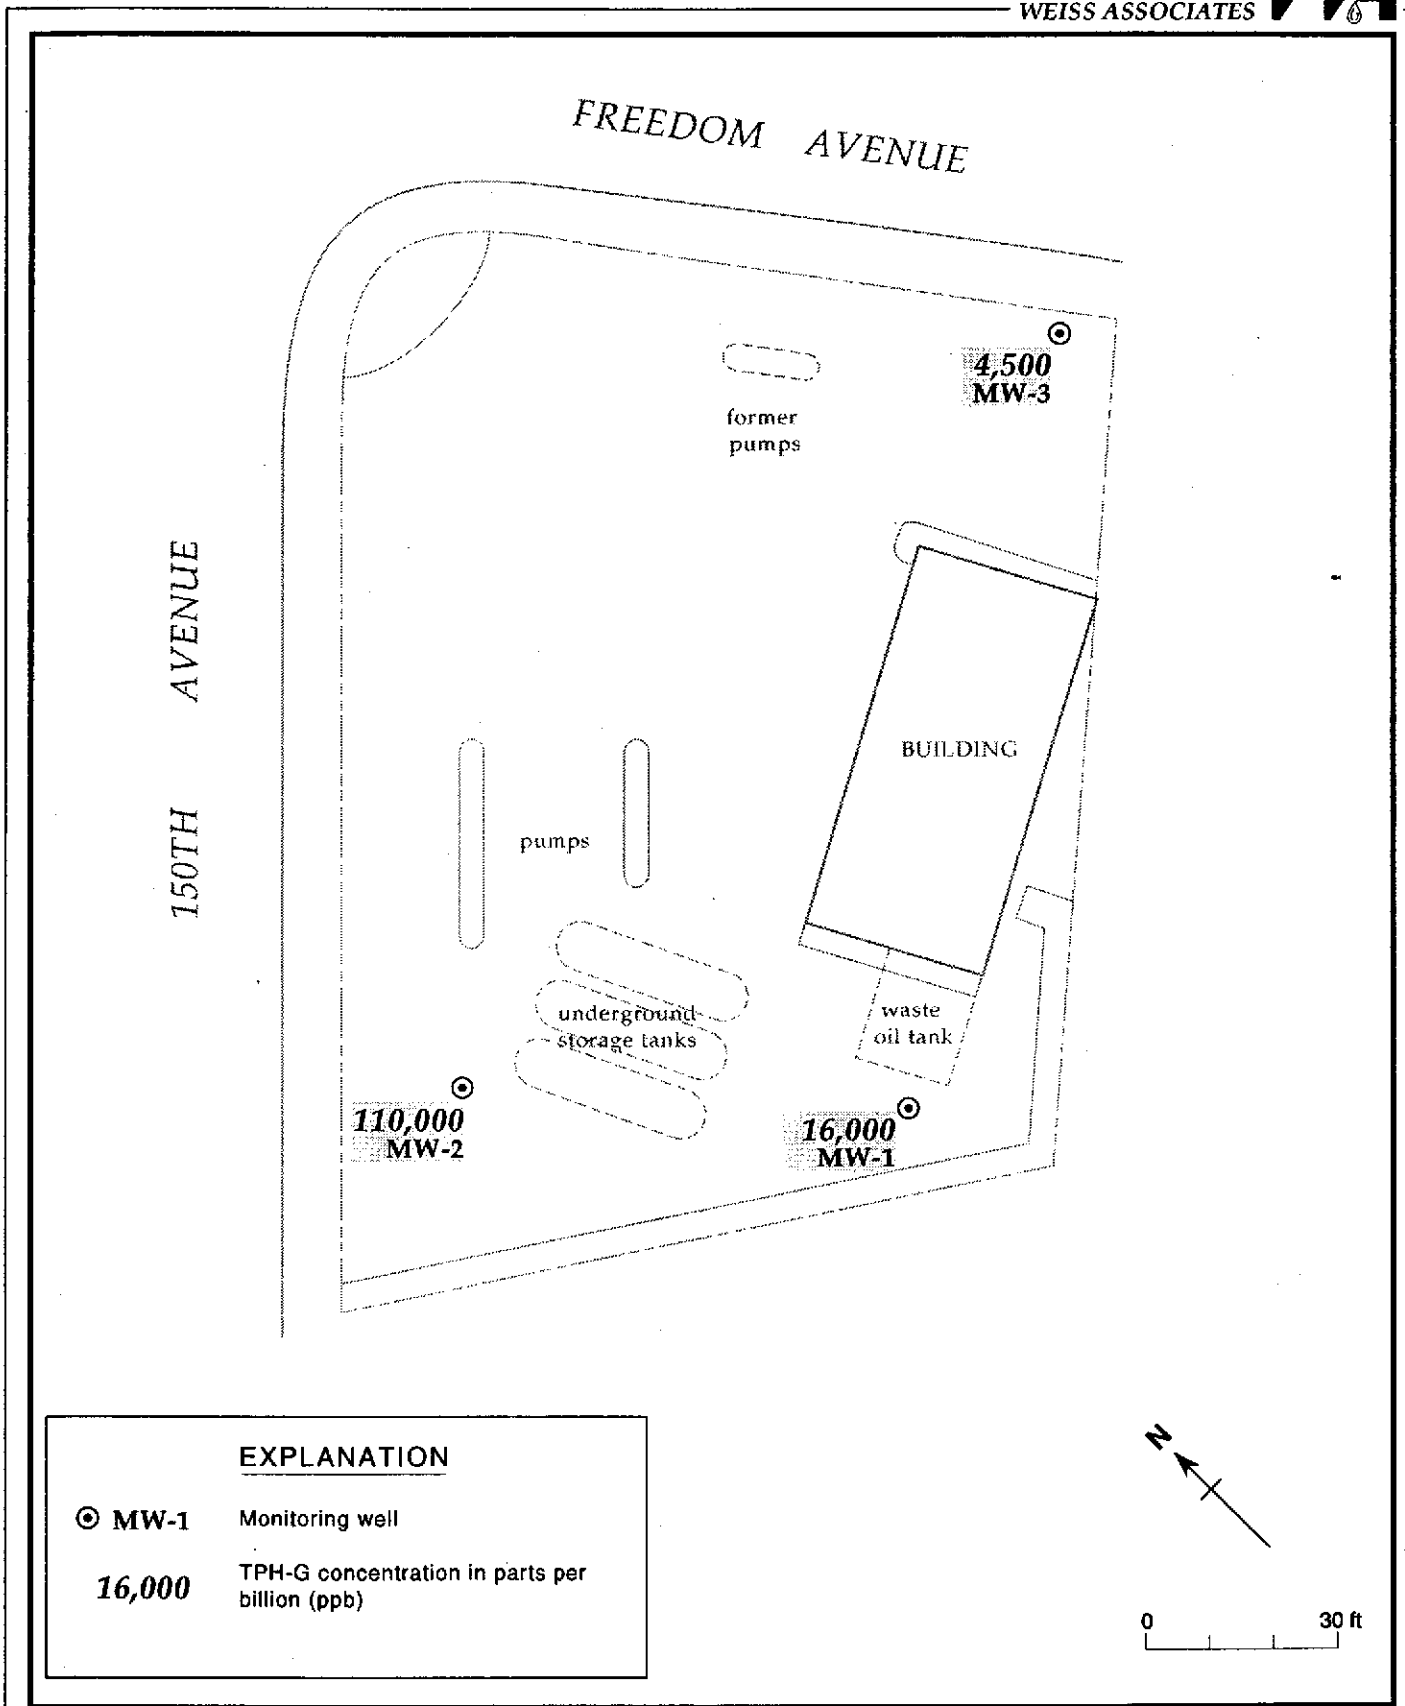 WEISS ASSOCIATES
FREEDOM AVENUE
4,500
MW-3
former
pumps
150TH AVENUE
BUILDING
pumps
underground
storage tanks
waste
oil tank
110,000
MW-2
16,000
MW-1
EXPLANATION
MW-1 Monitoring well
16,000 TPH-G concentration in parts per
billion (ppb)
N
0 30 ft